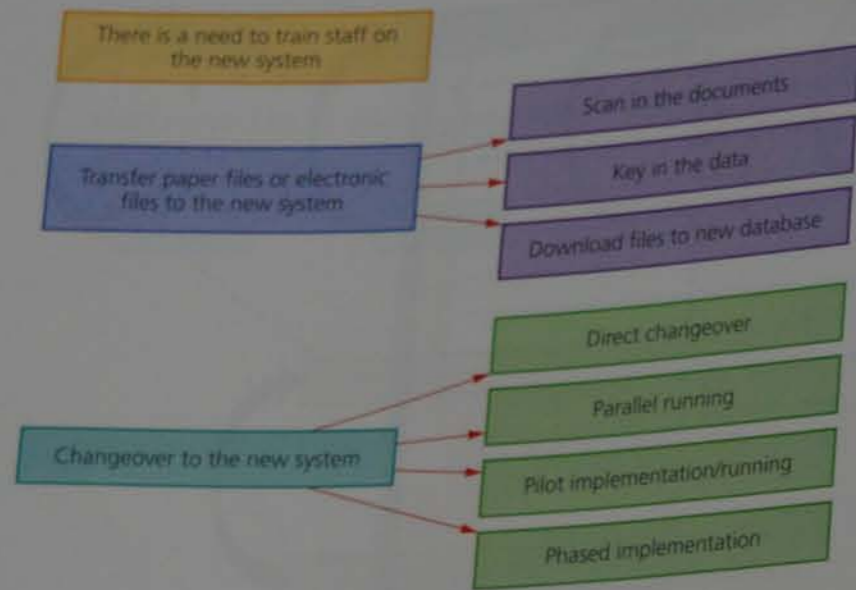 There is a need to train staff on
the new system
Transfer paper files or electronic
files to the new system
Scan in the documents
Key in the data
Download files to new database
Changeover to the new system
Direct changeover
Parallel running
Pilot implementation/running
Phased implementation